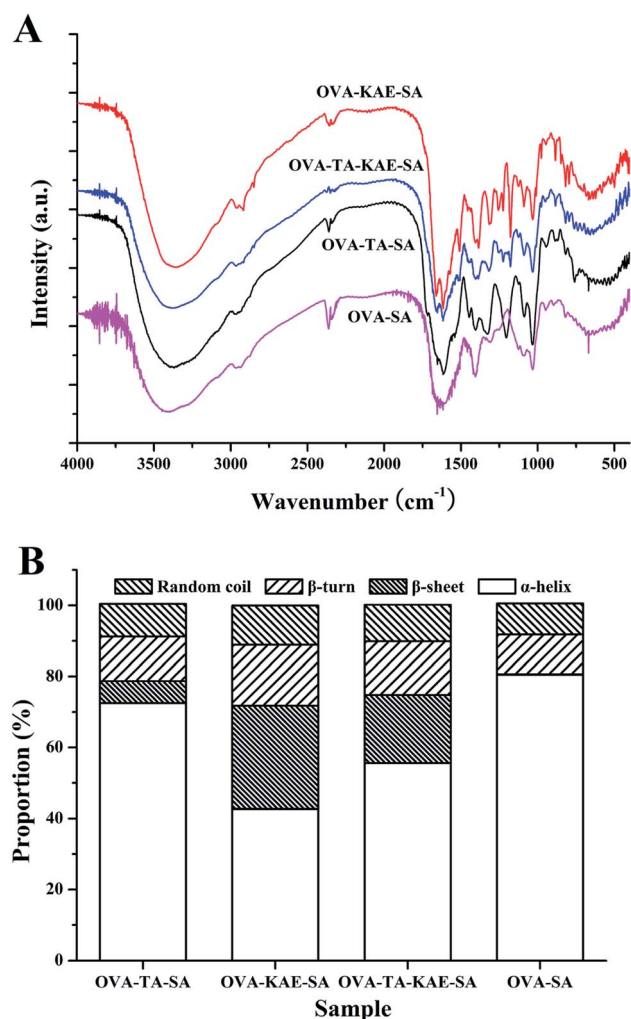 A
OVA-KAE-SA
OVA-TA-KAE-SA
OVA-TA-SA
OVA-SA
Intensity (a.u.)
4000 3500 3000 2500 2000 1500 1000 500
Wavenumber (cm⁻¹)
B
Random coil β-turn β-sheet α-helix
100
80
60
40
20
0
Proportion (%)
OVA-TA-SA OVA-KAE-SA OVA-TA-KAE-SA OVA-SA
Sample